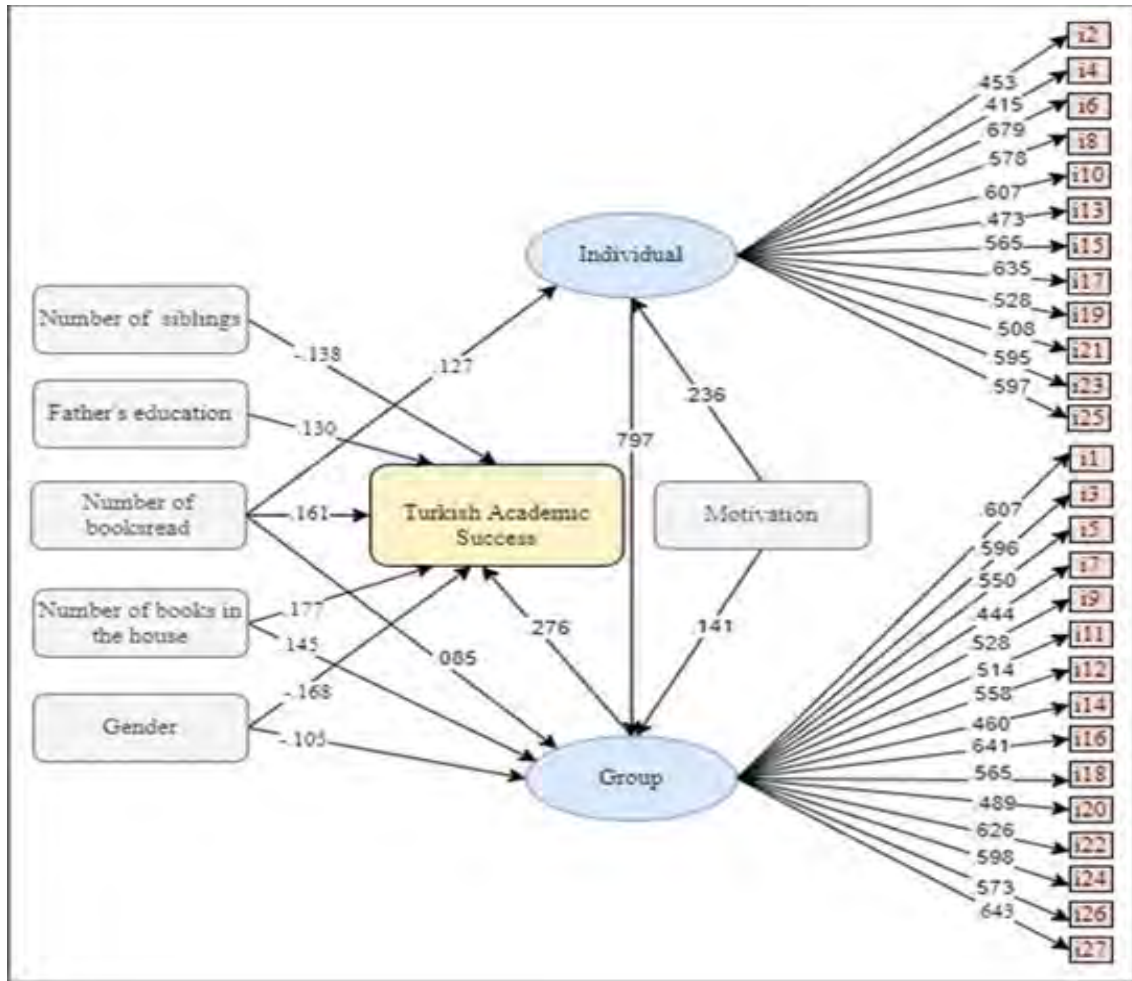 i2
i4
i6
i8
i10
i13
i15
i17
i19
i21
i23
i25
.453
.415
.679
.578
.607
.473
.565
.635
.528
.508
.595
.597
Individual
Number of siblings
Father's education
Number of
booksread
Number of books in
the house
Gender
-.138
.130
.127
.161
.177
.145
.085
-.168
-.105
Turkish Academic
Success
Motivation
.236
.797
.141
.276
Group
.607
.596
.550
.444
.528
.514
.558
.460
.641
.565
.489
.626
.598
.573
.643
i1
i3
i5
i7
i9
i11
i12
i14
i16
i18
i20
i22
i24
i26
i27